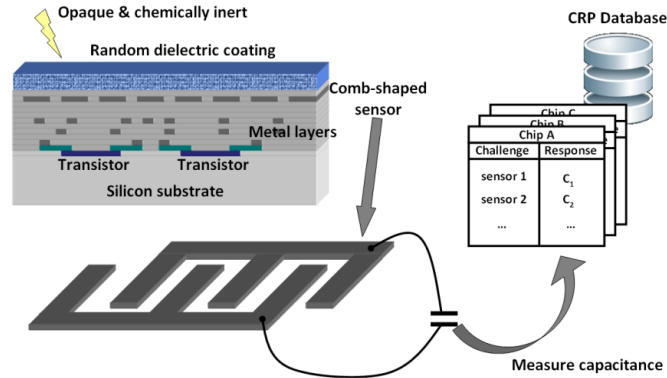 Opaque & chemically inert
CRP Database
Random dielectric coating
Comb-shaped
sensor
Metal layers
Transistor
Transistor
Silicon substrate
Chip C
Chip B
Chip A
Challenge
Response
sensor 1
C1
sensor 2
C2
...
...
Measure capacitance